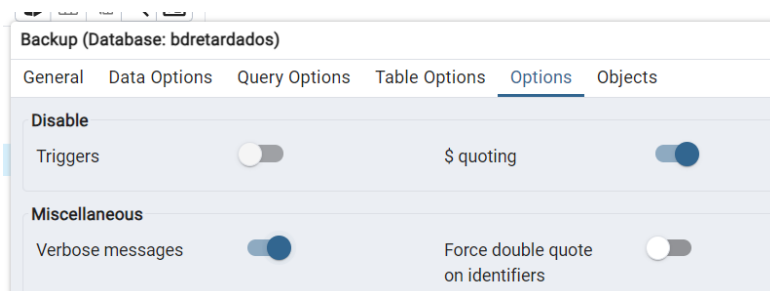 Backup (Database: bdretardados)
General Data Options Query Options Table Options Options Objects
Disable
Triggers $ quoting
Miscellaneous
Verbose messages Force double quote
on identifiers